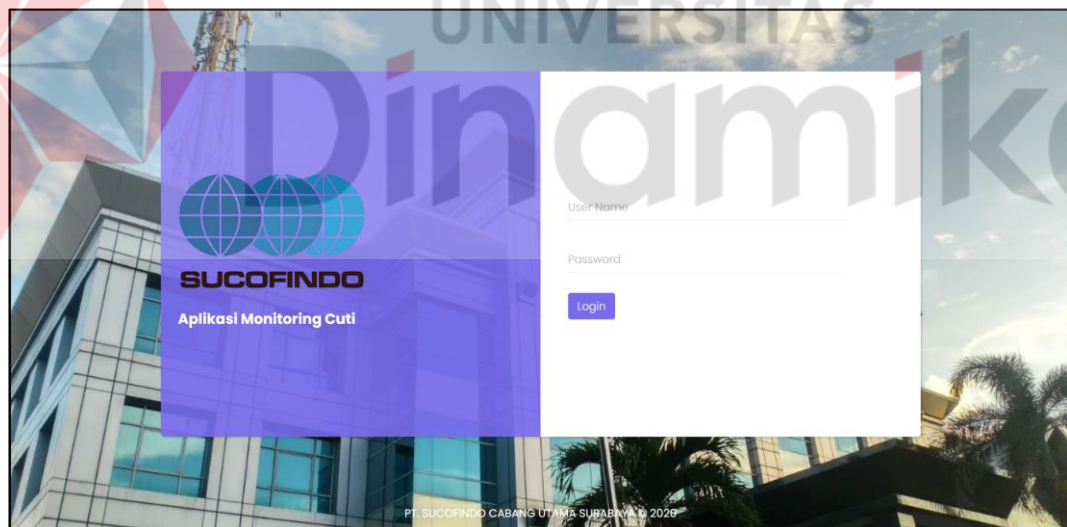 UNIVERSITAS
Dinamika
User Name
Password
SUCOFINDO
Login
Aplikasi Monitoring Cuti
PT. SUCOFINDO CABANG UTAMA SURABAYA © 2020